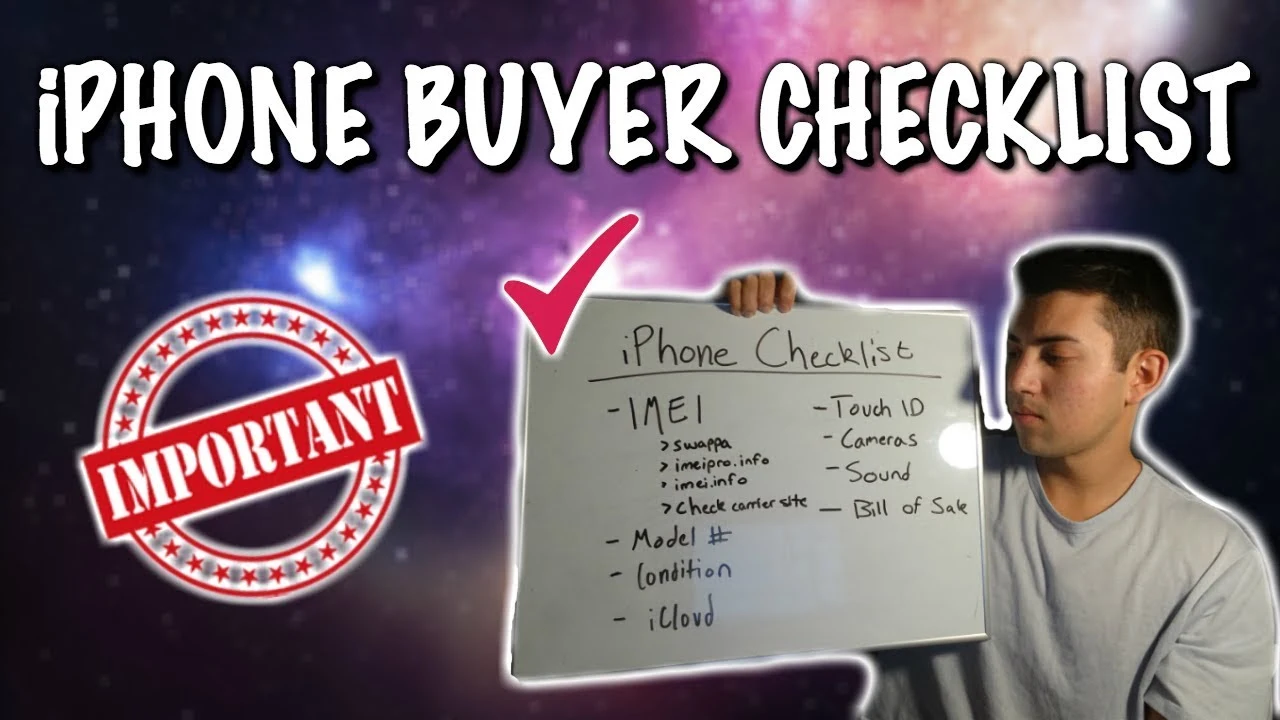 iPHONE BUYER CHECKLIST
IMPORTANT
iPhone Checklist
- IMEI
> swappa
> imeipro.info
› imei.info
> Check carrier site
- Model #
- Condition
- iCloud
- Touch ID
- Cameras
- Sound
- Bill of Sale